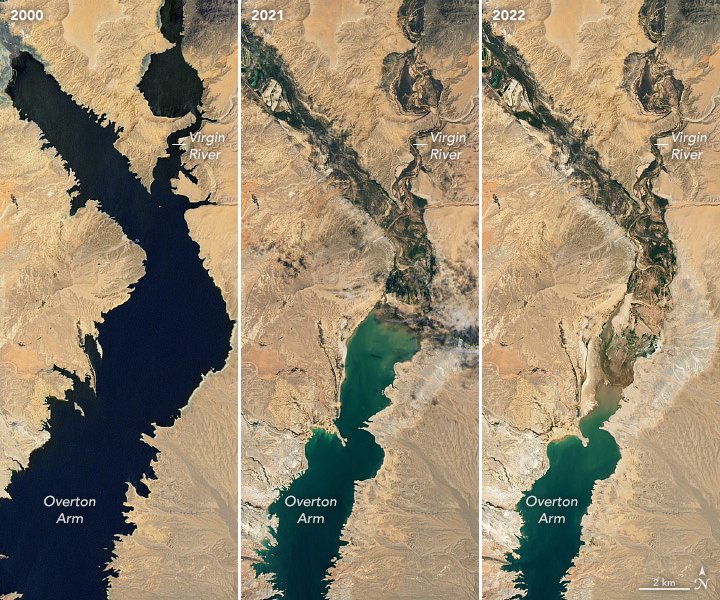 2000
2021
2022
Virgin
River
Virgin
River
Virgin
River
Overton
Arm
Overton
Arm
Overton
Arm
2 km
N